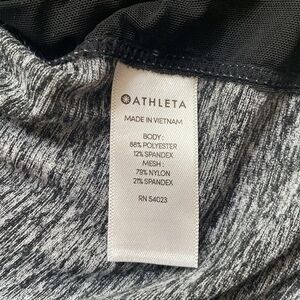 ATHLETA
MADE IN VIETNAM
BODY:
88% POLYESTER
12% SPANDEX
MESH:
79% NYLON
21% SPANDEX
RN 54023